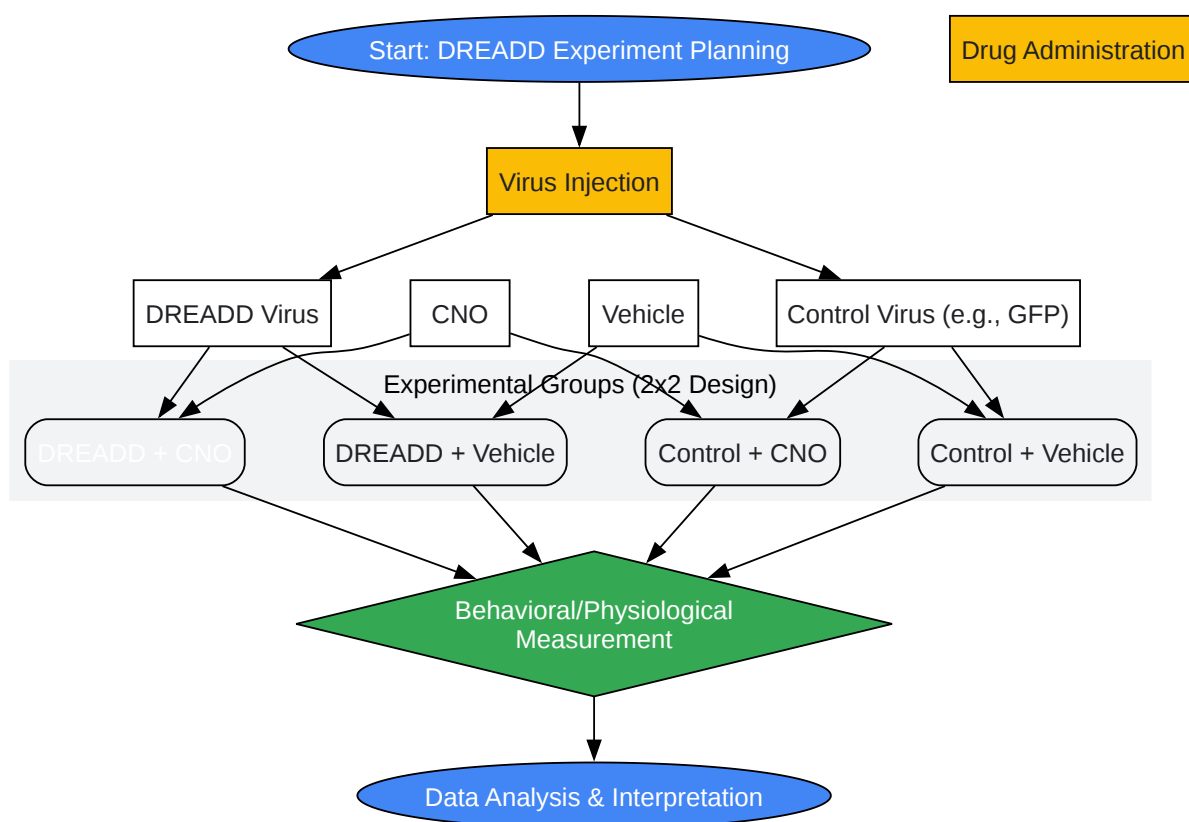 Start: DREADD Experiment Planning
Drug Administration
Virus Injection
DREADD Virus
CNO
Vehicle
Control Virus (e.g., GFP)
Experimental Groups (2x2 Design)
DREADD + CNO
DREADD + Vehicle
Control + CNO
Control + Vehicle
Behavioral/Physiological
Measurement
Data Analysis & Interpretation